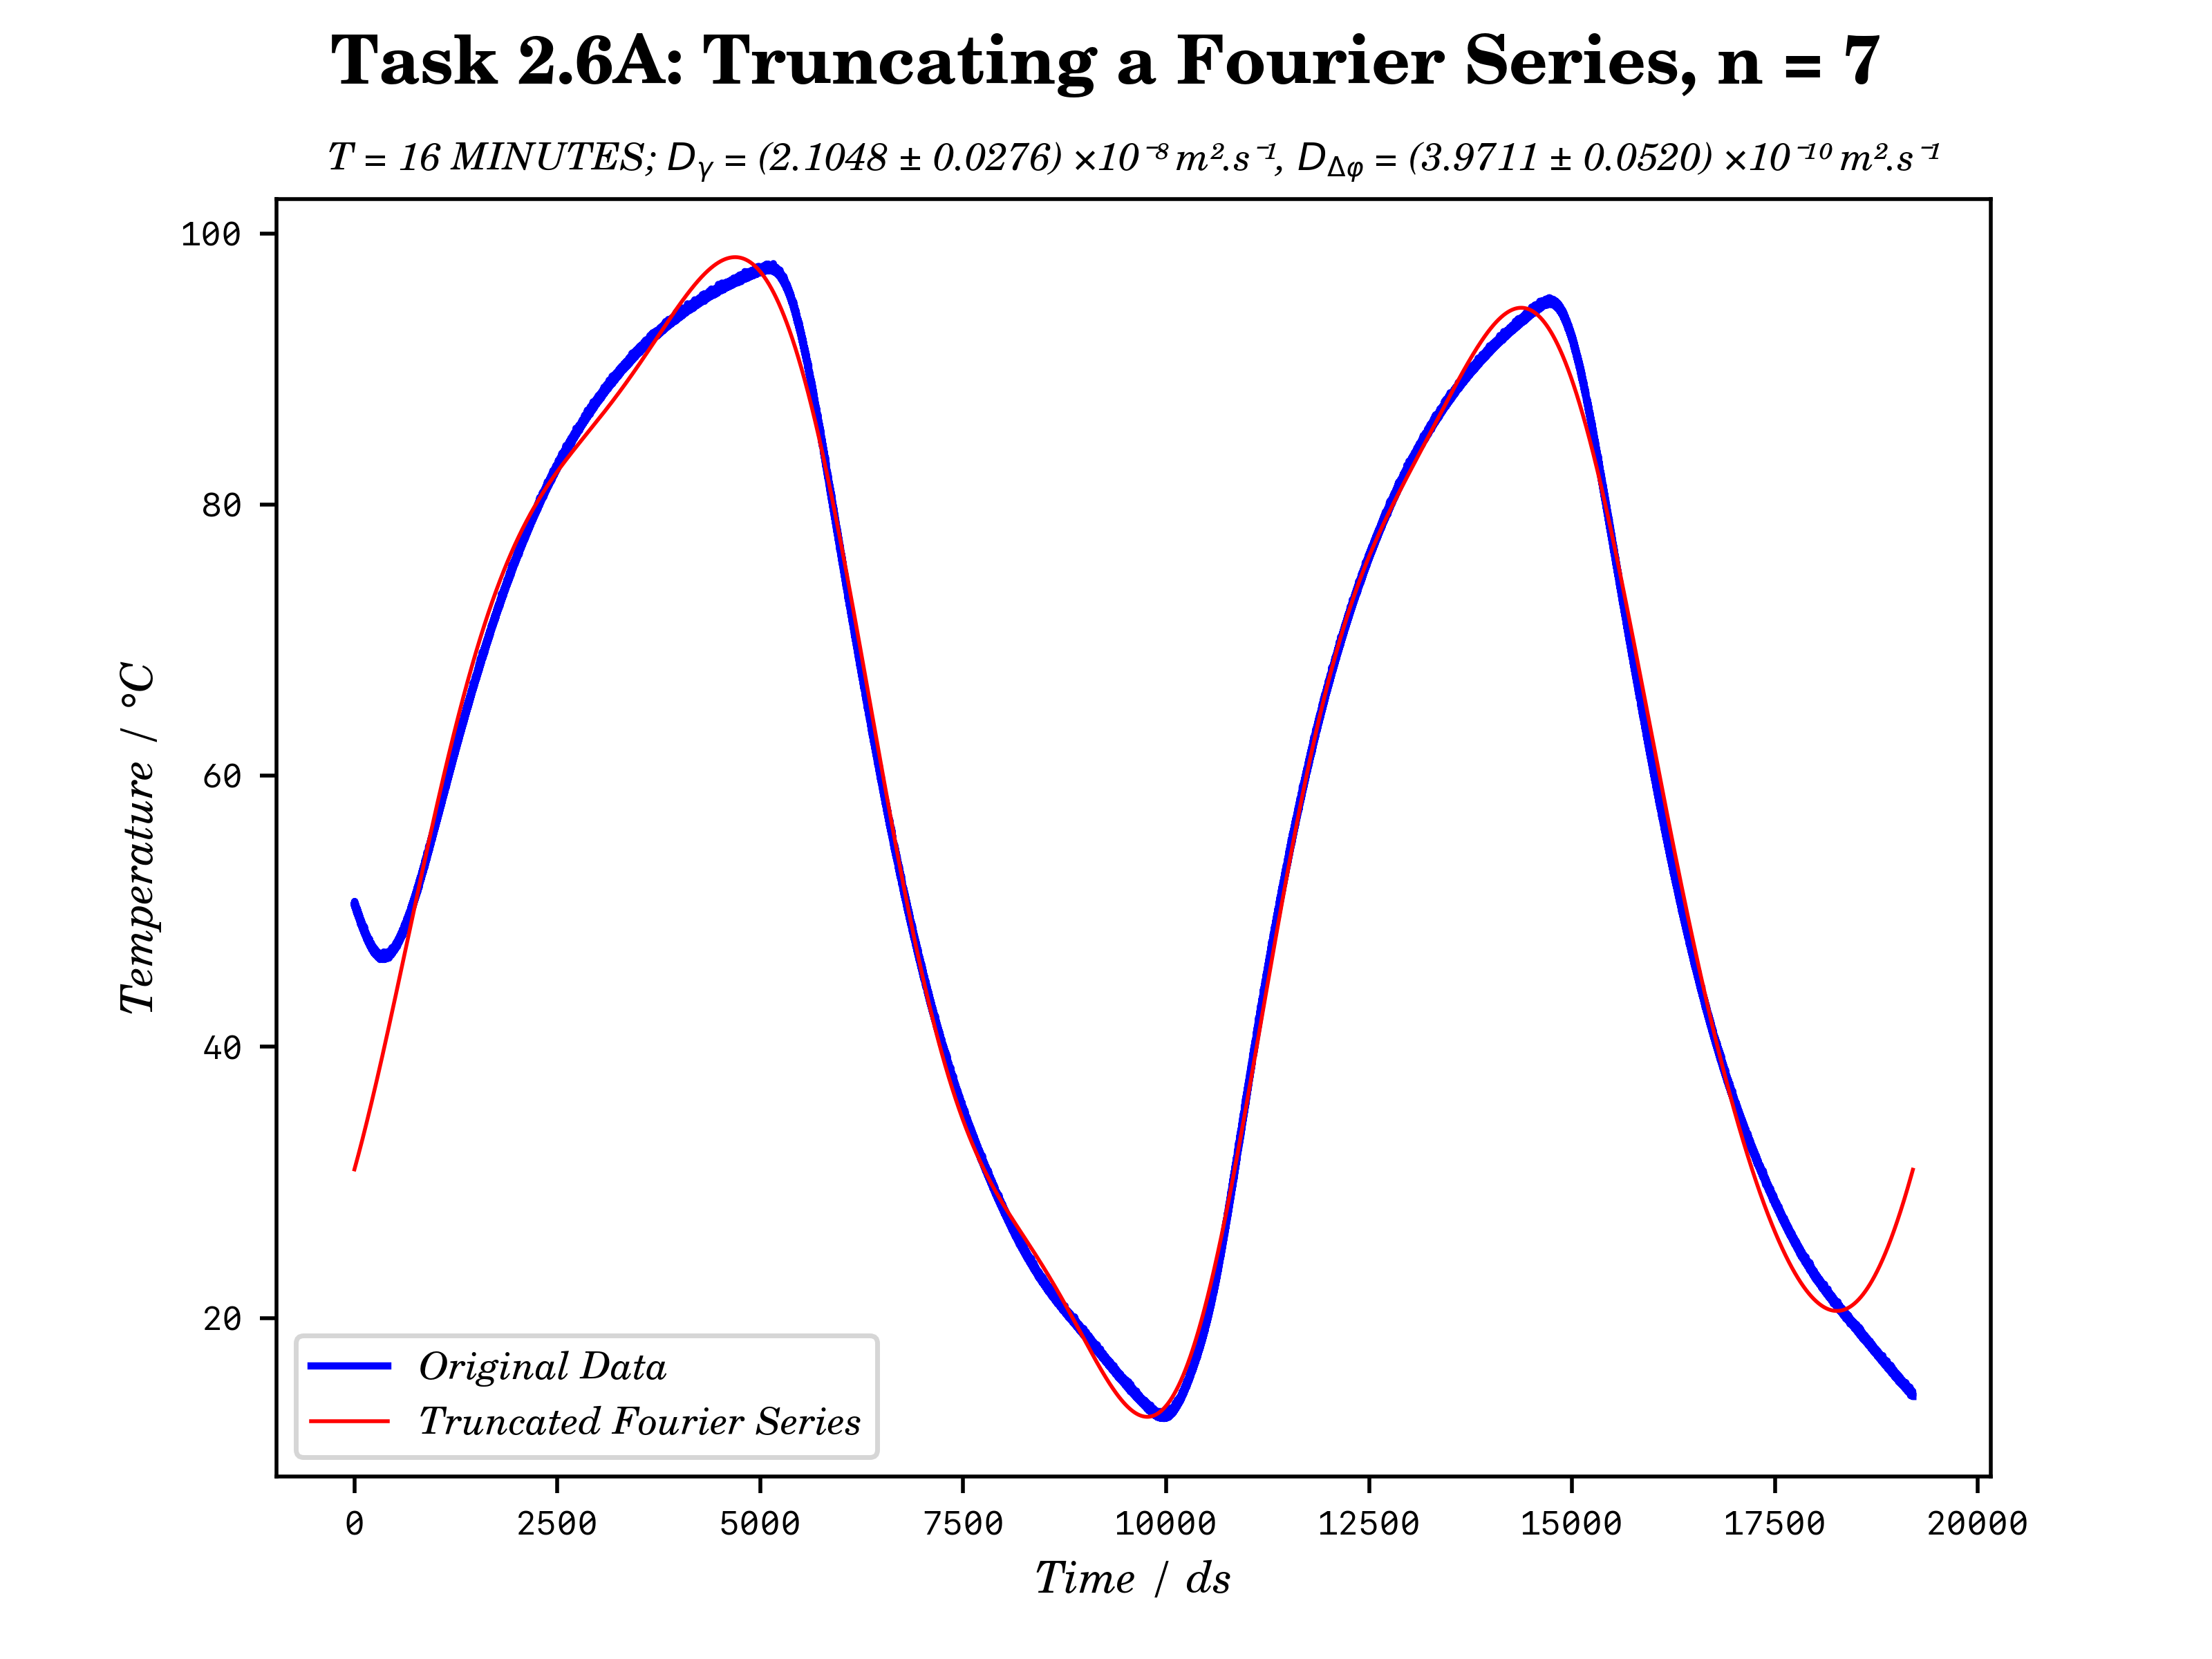 Task 2.6A: Truncating a Fourier Series, n = 7
T = 16 MINUTES; Dᵧ = (2.1048 ± 0.0276) ×10⁻⁸ m².s⁻¹, D_Δφ = (3.9711 ± 0.0520) ×10⁻¹⁰ m².s⁻¹
100
80
60
40
20
Temperature / °C
Original Data
Truncated Fourier Series
0 2500 5000 7500 10000 12500 15000 17500 20000
Time / ds